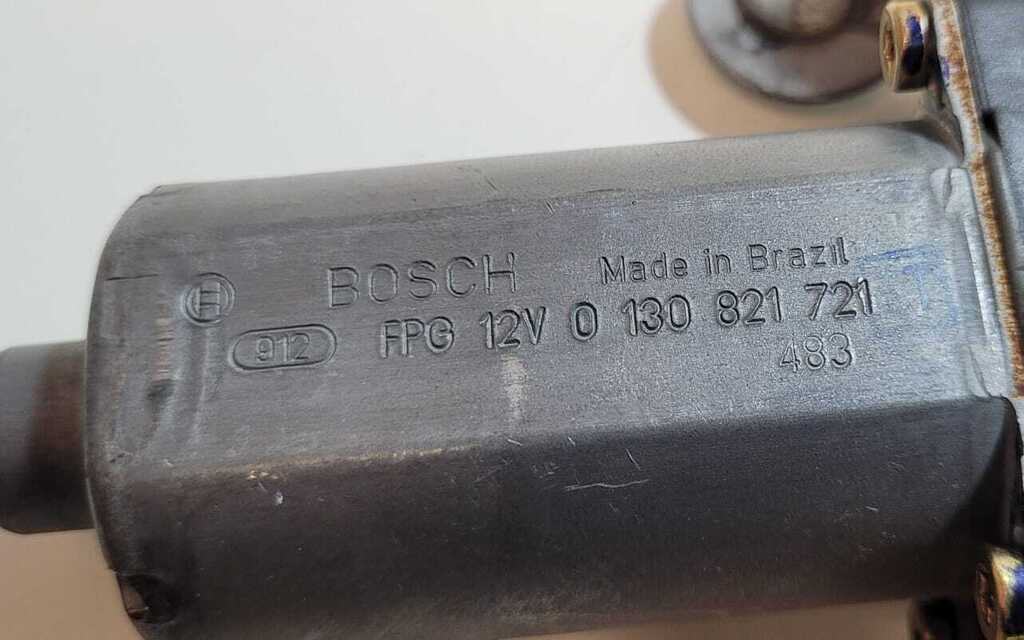 BOSCH Made in Brazil
912 FPG 12V 0 130 821 721
483